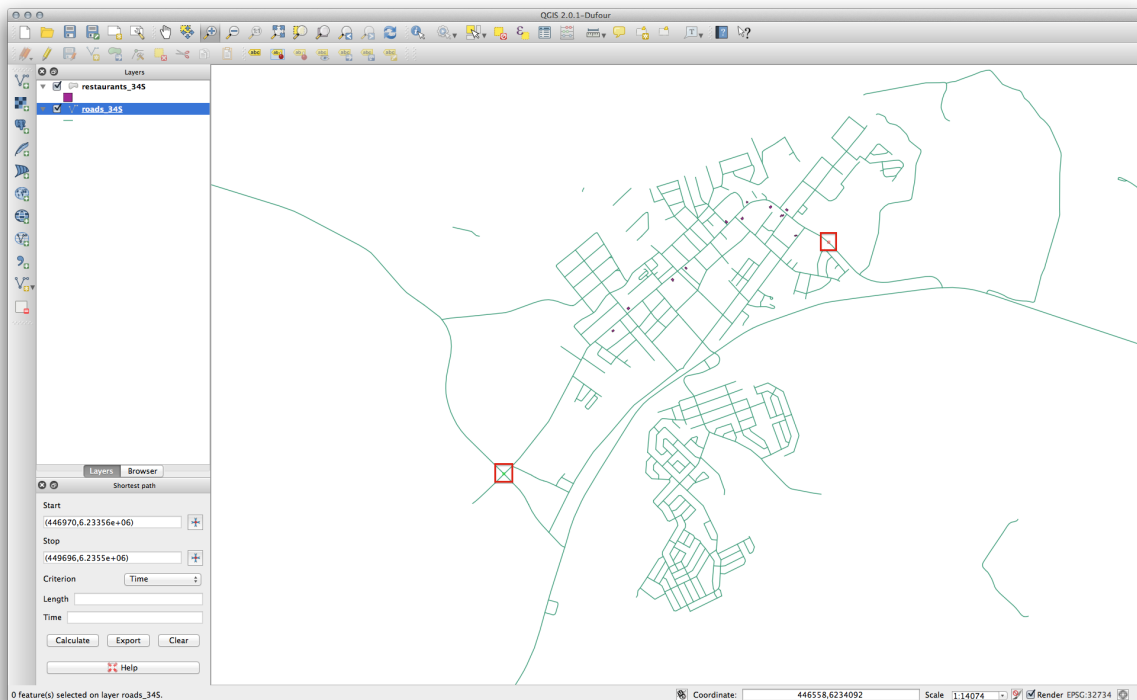 QGIS 2.0.1-Dufour
Layers
restaurants_34S
roads_34S
Layers Browser
Shortest path
Start
(446970,6.23356e+06)
Stop
(449696,6.2355e+06)
Criterion Time
Length
Time
Calculate Export Clear
Help
0 feature(s) selected on layer roads_34S.
Coordinate: 446558,6234092 Scale 1:14074 Render EPSG:32734